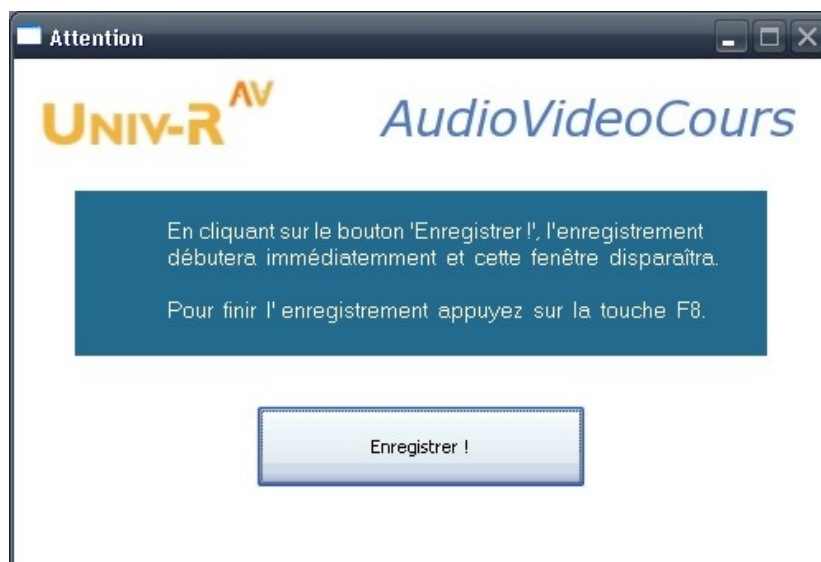 Attention
UNIV-R AV
AudioVideoCours
En cliquant sur le bouton 'Enregistrer !', l'enregistrement
débutera immédiatemment et cette fenêtre disparaîtra.
Pour finir l'enregistrement appuyez sur la touche F8.
Enregistrer !